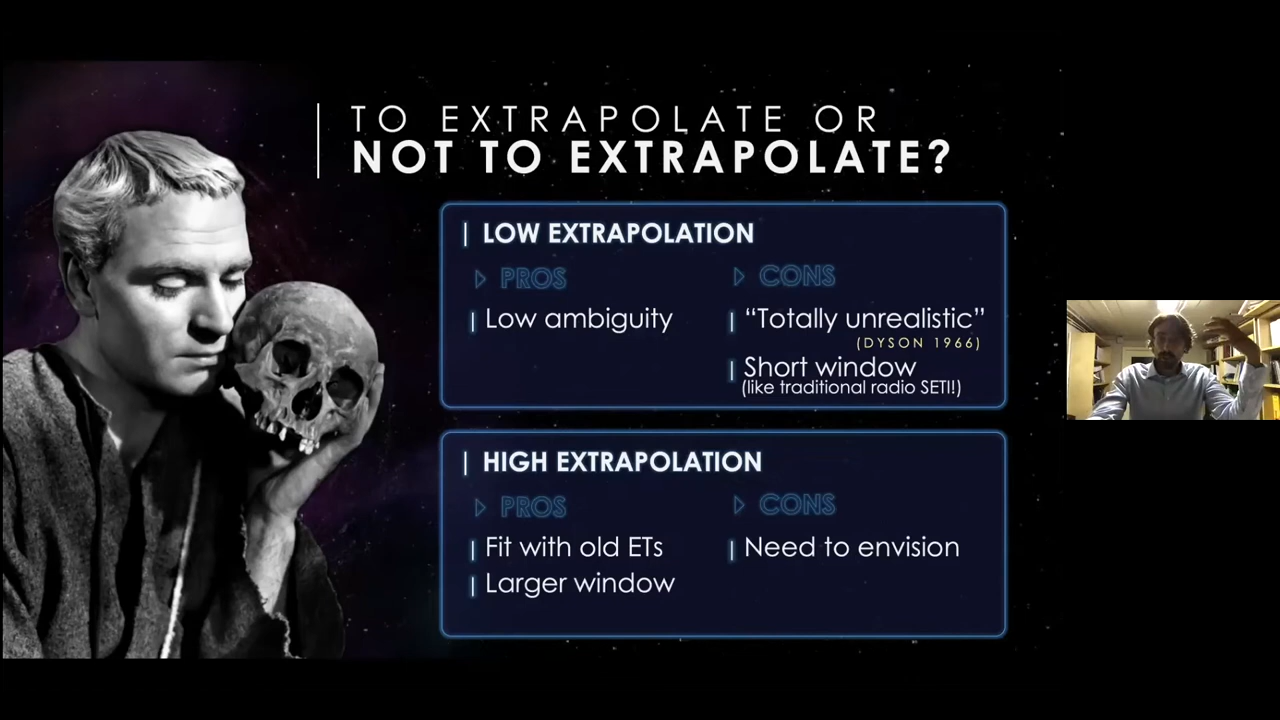 TO EXTRAPOLATE OR
NOT TO EXTRAPOLATE?
LOW EXTRAPOLATION
PROS
Low ambiguity
CONS
“Totally unrealistic”
(DYSON 1966)
Short window
(like traditional radio SETI!)
HIGH EXTRAPOLATION
PROS
Fit with old ETs
Larger window
CONS
Need to envision